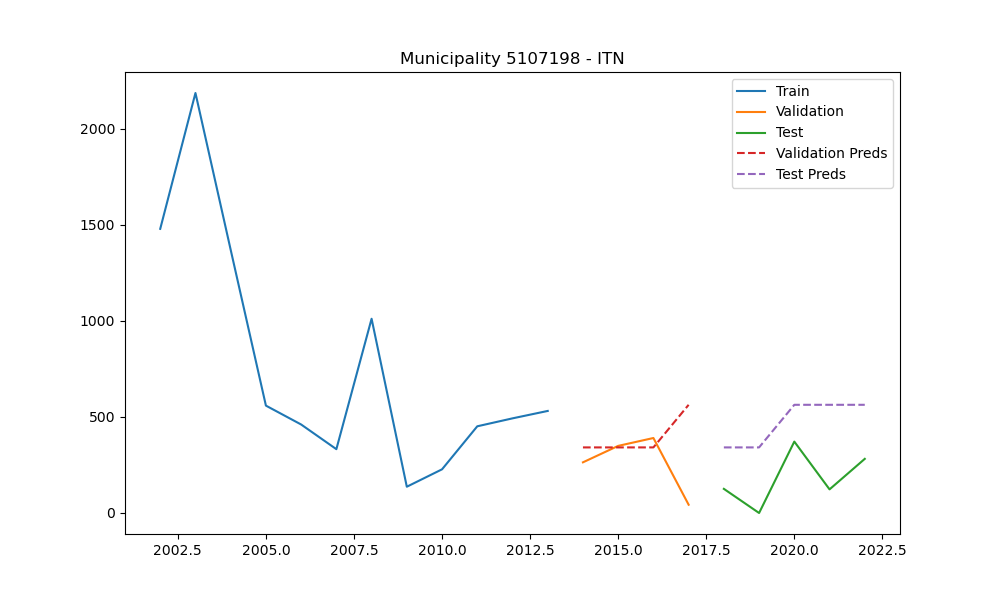 Municipality 5107198 - ITN
Train
Validation
Test
Validation Preds
Test Preds
2000
1500
1000
500
0
2002.5 2005.0 2007.5 2010.0 2012.5 2015.0 2017.5 2020.0 2022.5